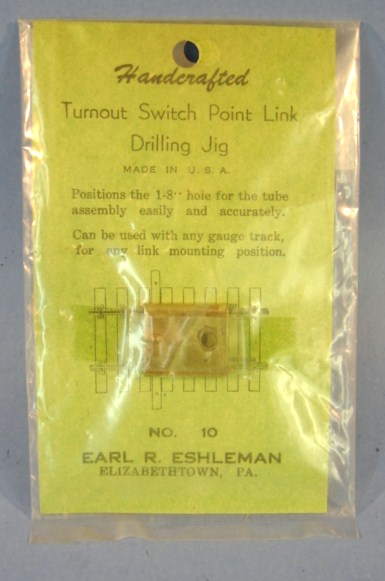 Handcrafted
Turnout Switch Point Link
Drilling Jig
MADE IN U.S.A.
Positions the 1-8" hole for the tube
assembly easily and accurately.
Can be used with any gauge track,
for any link mounting position.
NO. 10
EARL R. ESHLEMAN
ELIZABETHTOWN, PA.